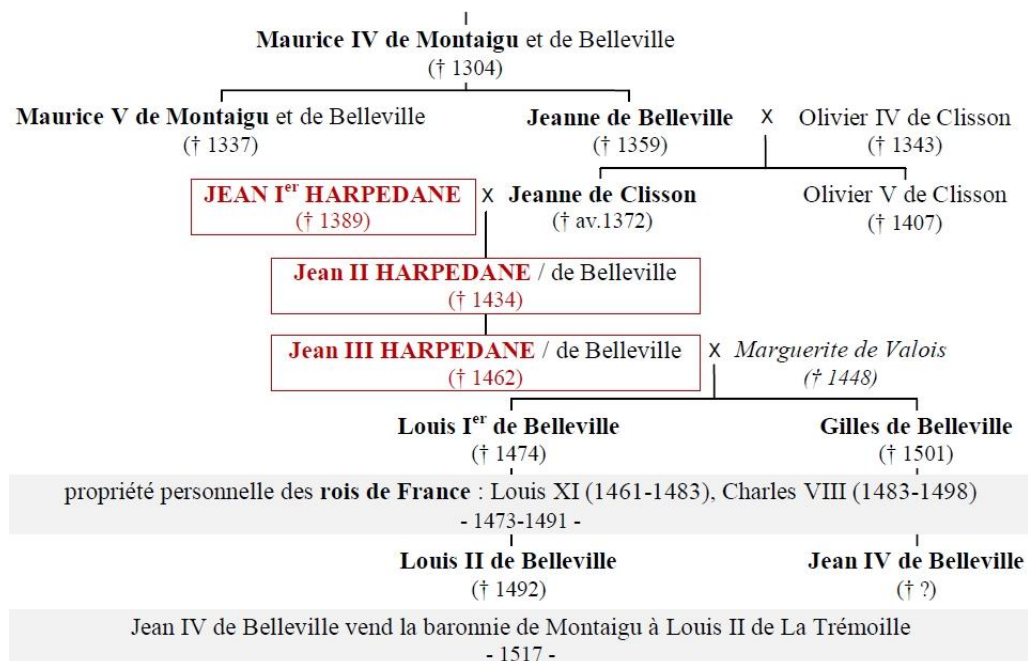 Maurice IV de Montaigu et de Belleville
(† 1304)
Maurice V de Montaigu et de Belleville
(† 1337)
Jeanne de Belleville
(† 1359)
X
Olivier IV de Clisson
(† 1343)
JEAN Ier HARPEDANE
(† 1389)
X
Jeanne de Clisson
(† av.1372)
Olivier V de Clisson
(† 1407)
Jean II HARPEDANE / de Belleville
(† 1434)
Jean III HARPEDANE / de Belleville
(† 1462)
X
Marguerite de Valois
(† 1448)
Louis Ier de Belleville
(† 1474)
Gilles de Belleville
(† 1501)
propriété personnelle des rois de France : Louis XI (1461-1483), Charles VIII (1483-1498)
- 1473-1491 -
Louis II de Belleville
(† 1492)
Jean IV de Belleville
(† ?)
Jean IV de Belleville vend la baronnie de Montaigu à Louis II de La Trémoille
- 1517 -